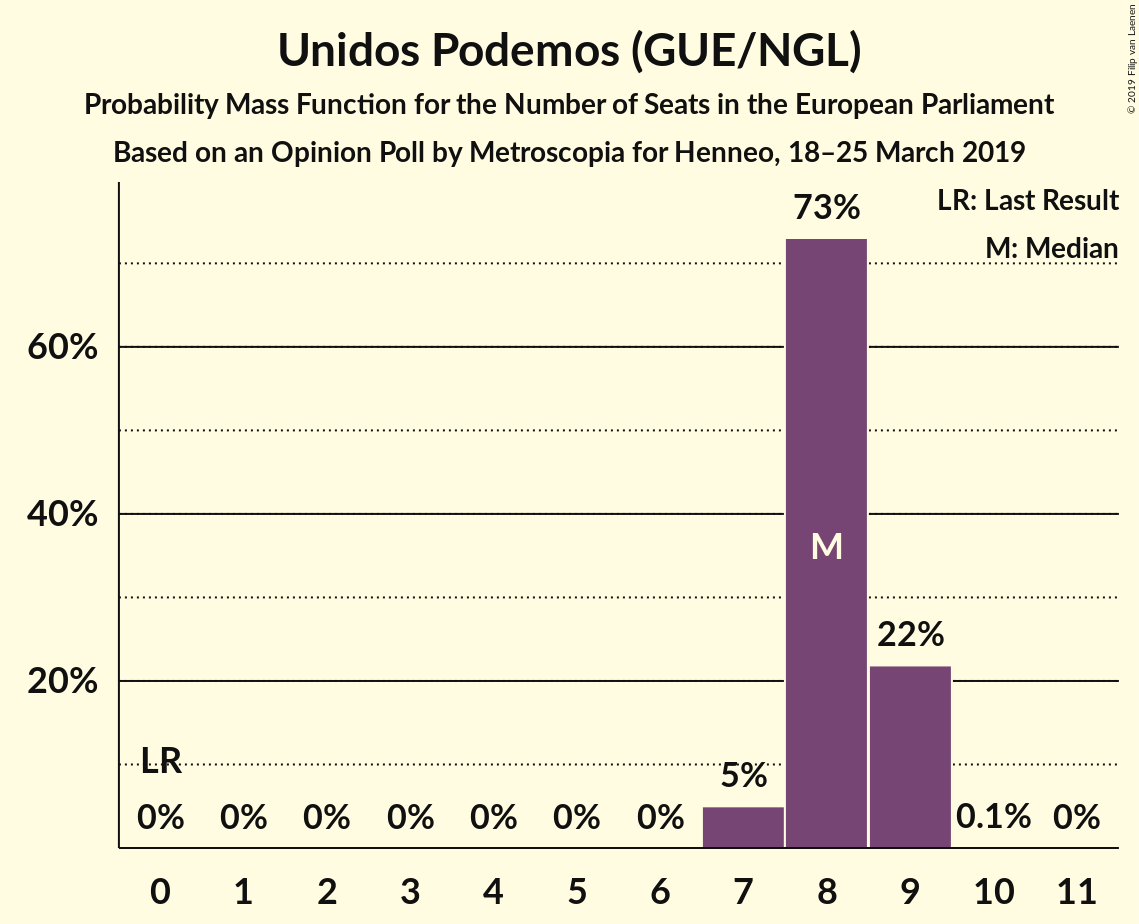 Unidos Podemos (GUE/NGL)
Probability Mass Function for the Number of Seats in the European Parliament
Based on an Opinion Poll by Metroscopia for Henneo, 18–25 March 2019
© 2019 Filip van Laenen
LR: Last Result
M: Median
73%
60%
40%
M
22%
20%
LR
5%
0% 0% 0% 0% 0% 0% 0% 0.1% 0%
0 1 2 3 4 5 6 7 8 9 10 11